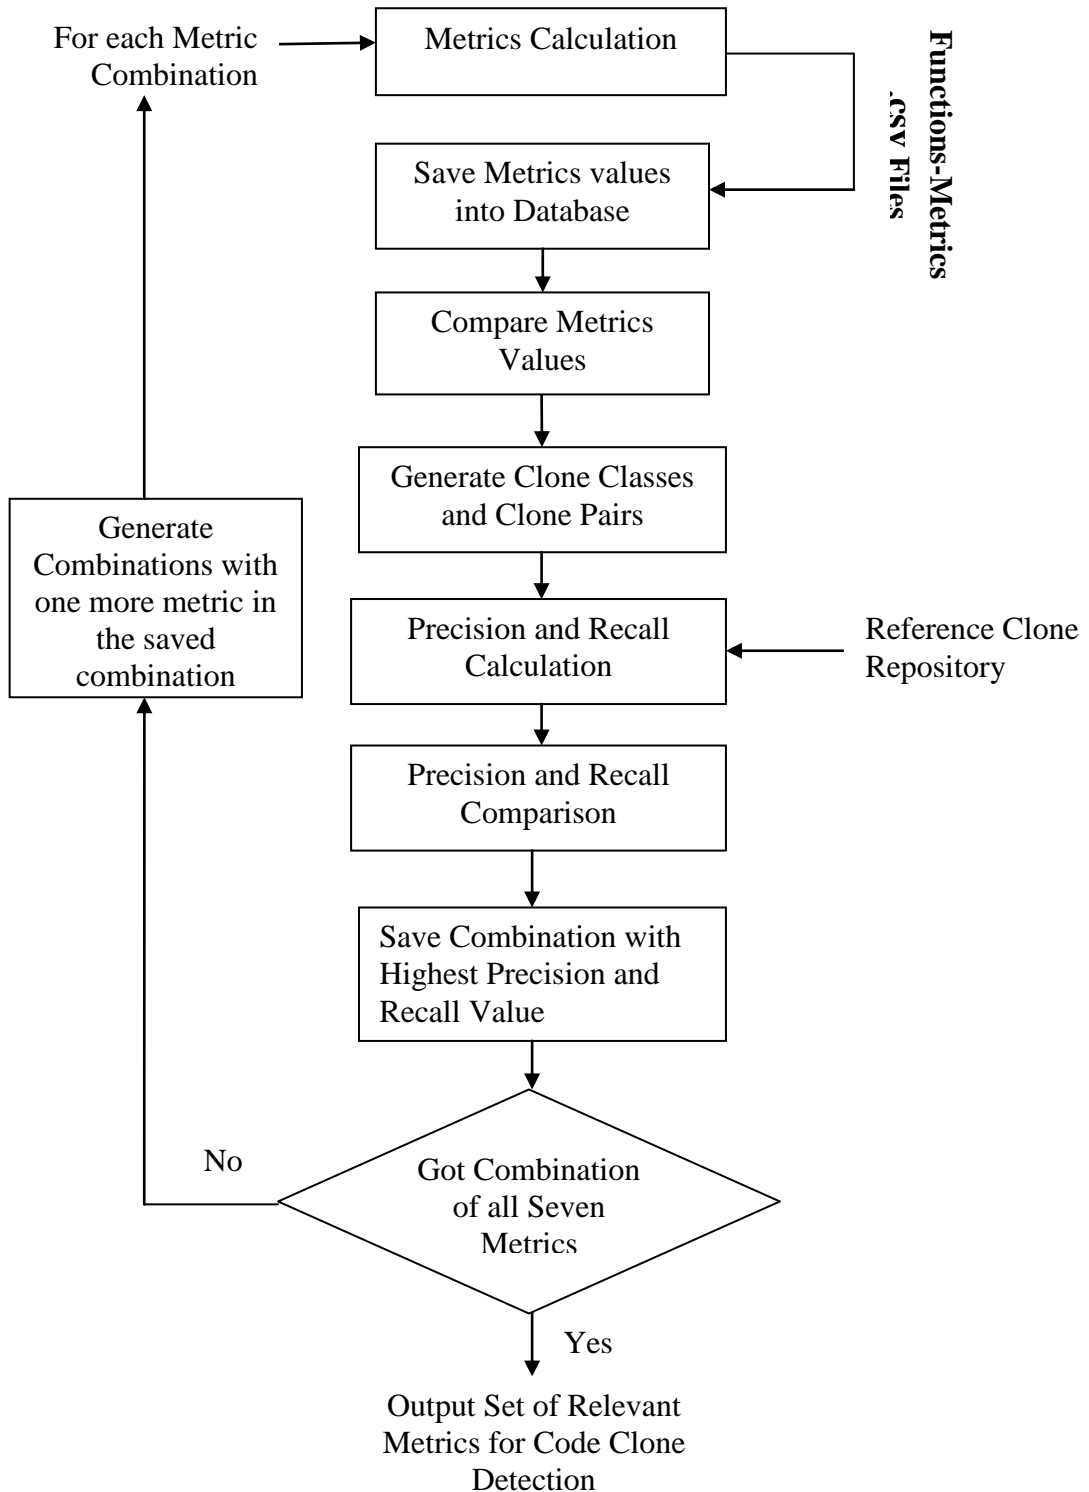 For each Metric
Combination
Metrics Calculation
Functions-Metrics
.csv Files
Save Metrics values
into Database
Compare Metrics
Values
Generate Clone Classes
and Clone Pairs
Generate
Combinations with
one more metric in
the saved
combination
Precision and Recall
Calculation
Reference Clone
Repository
Precision and Recall
Comparison
Save Combination with
Highest Precision and
Recall Value
No
Got Combination
of all Seven
Metrics
Yes
Output Set of Relevant
Metrics for Code Clone
Detection